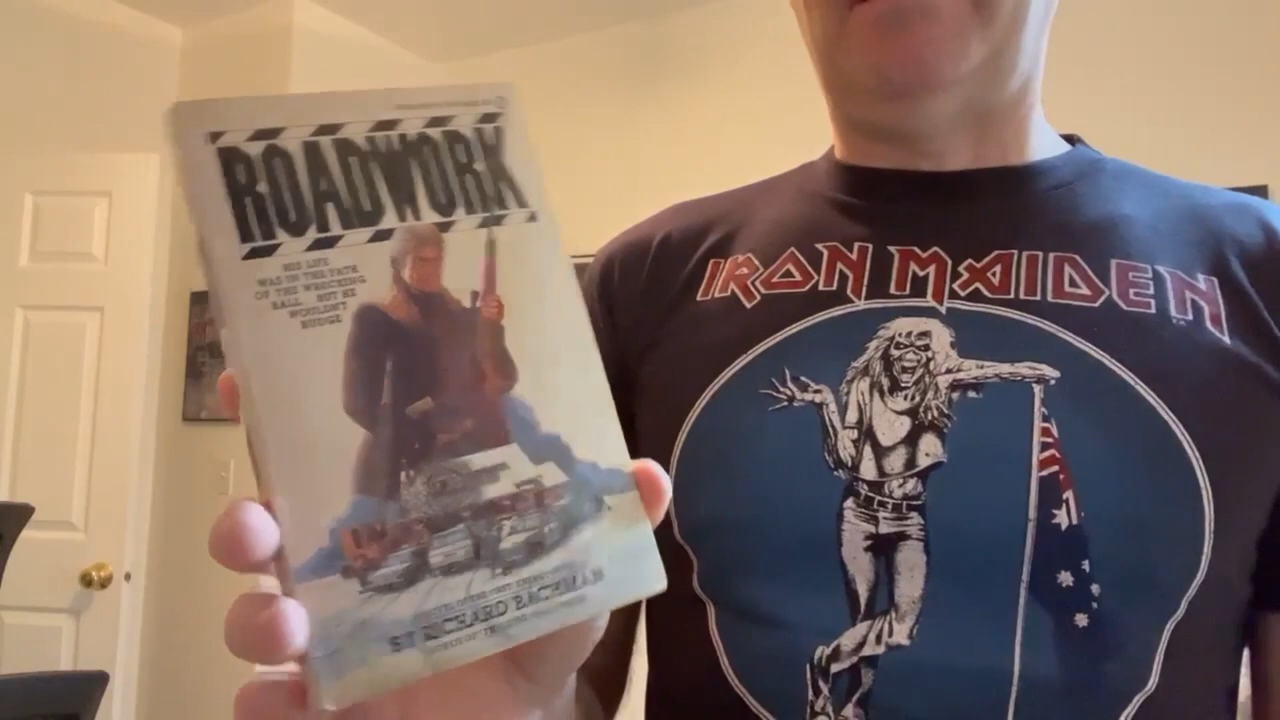 ROADWORK
HIS LIFE
WAS IN THE PATH
OF THE WRECKING
BALL... BUT HE
WOULDN'T
BUDGE
BY RICHARD BACHMAN
IRON MAIDEN